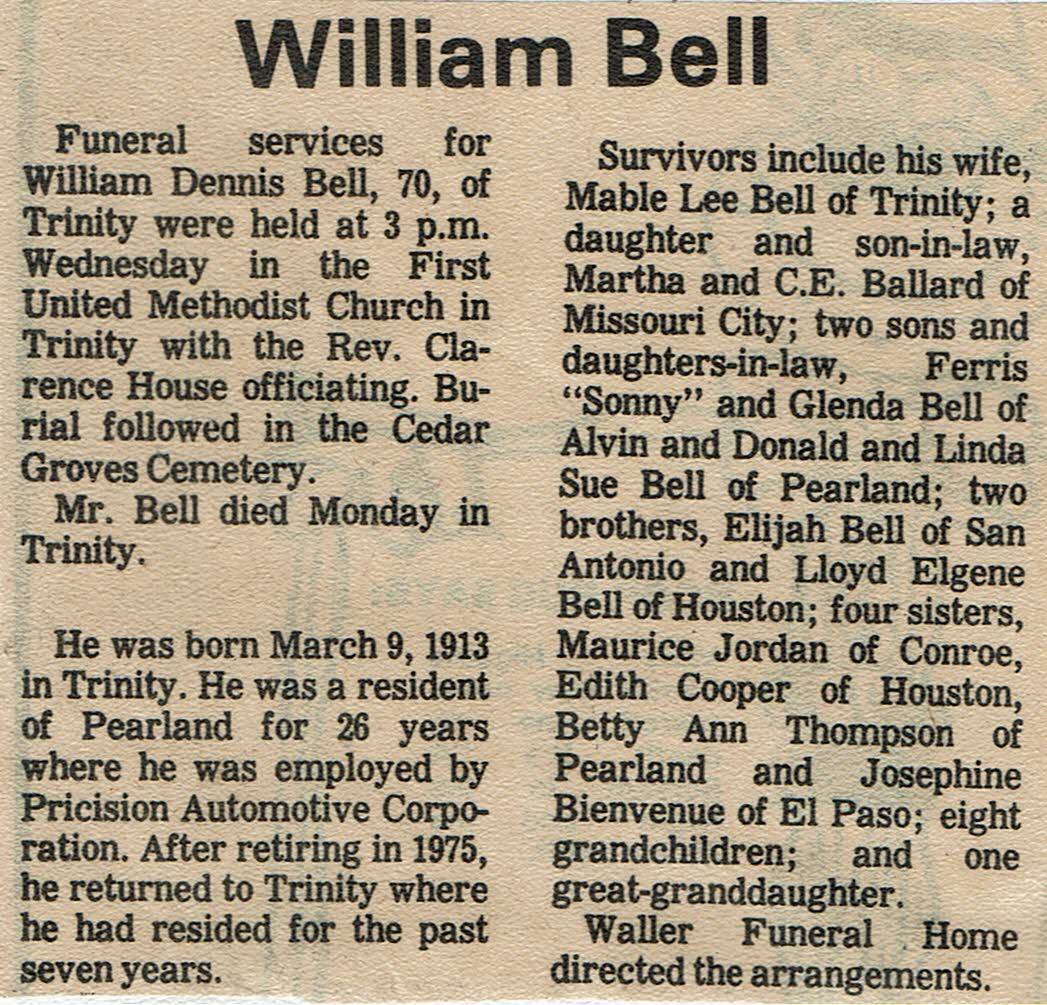 William Bell
Funeral services for
William Dennis Bell, 70, of
Trinity were held at 3 p.m.
Wednesday in the First
United Methodist Church in
Trinity with the Rev. Cla-
rence House officiating. Bu-
rial followed in the Cedar
Groves Cemetery.
Mr. Bell died Monday in
Trinity.
He was born March 9, 1913
in Trinity. He was a resident
of Pearland for 26 years
where he was employed by
Pricision Automotive Corpo-
ration. After retiring in 1975,
he returned to Trinity where
he had resided for the past
seven years.
Survivors include his wife,
Mable Lee Bell of Trinity; a
daughter and son-in-law,
Martha and C.E. Ballard of
Missouri City; two sons and
daughters-in-law, Ferris
“Sonny” and Glenda Bell of
Alvin and Donald and Linda
Sue Bell of Pearland; two
brothers, Elijah Bell of San
Antonio and Lloyd Elgene
Bell of Houston; four sisters,
Maurice Jordan of Conroe,
Edith Cooper of Houston,
Betty Ann Thompson of
Pearland and Josephine
Bienvenue of El Paso; eight
grandchildren; and one
great-granddaughter.
Waller Funeral Home
directed the arrangements.